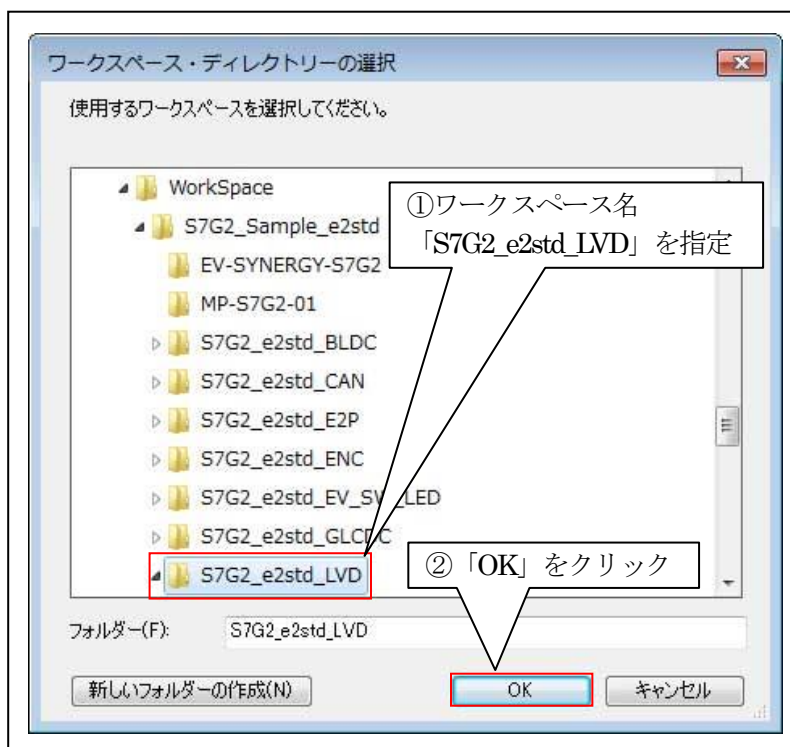 ワークスペース・ディレクトリーの選択
使用するワークスペースを選択してください。
WorkSpace
①ワークスペース名
「S7G2_e2std_LVD」を指定
S7G2_Sample_e2std
EV-SYNERGY-S7G2
MP-S7G2-01
S7G2_e2std_BLDC
S7G2_e2std_CAN
S7G2_e2std_E2P
S7G2_e2std_ENC
S7G2_e2std_EV_SW_LED
S7G2_e2std_GLCDC
S7G2_e2std_LVD
②「OK」をクリック
フォルダー(F): S7G2_e2std_LVD
新しいフォルダーの作成(N) OK キャンセル